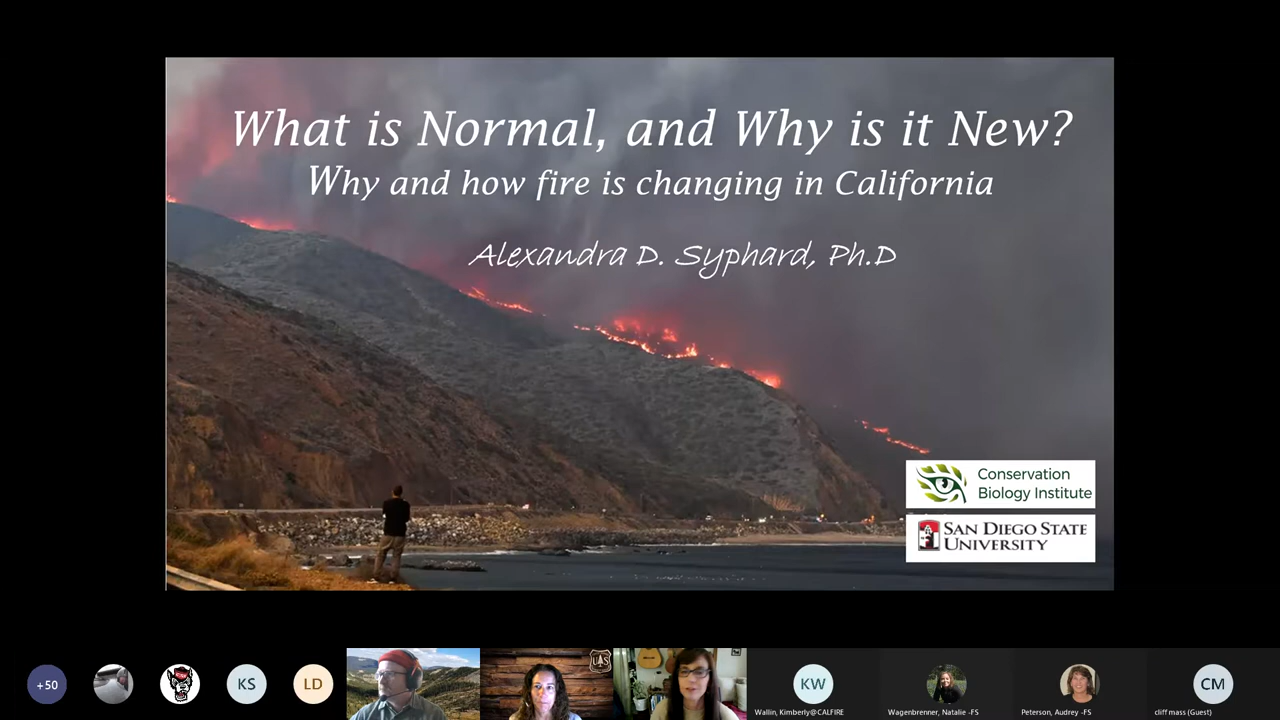 What is Normal, and Why is it New?
Why and how fire is changing in California
Alexandra D. Syphard, Ph.D
Conservation
Biology Institute
SAN DIEGO STATE
UNIVERSITY
+50
KS
LD
UAS
KW
CM
Wallin, Kimberly@CALFIRE
Wagenbrenner, Natalie -FS
Peterson, Audrey -FS
cliff mass (Guest)